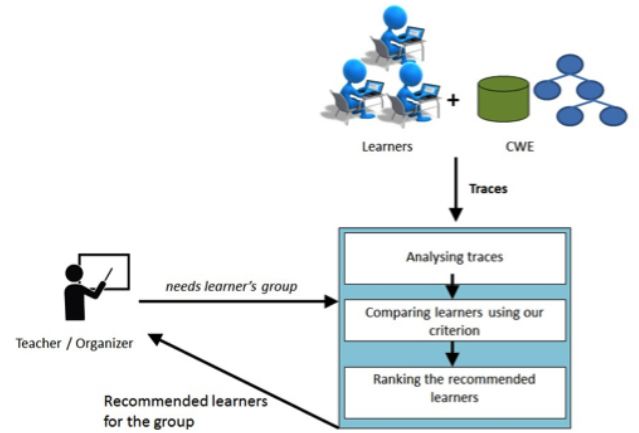 +
Learners
CWE
Traces
Analysing traces
needs learner's group
Comparing learners using our
criterion
Teacher / Organizer
Ranking the recommended
learners
Recommended learners
for the group